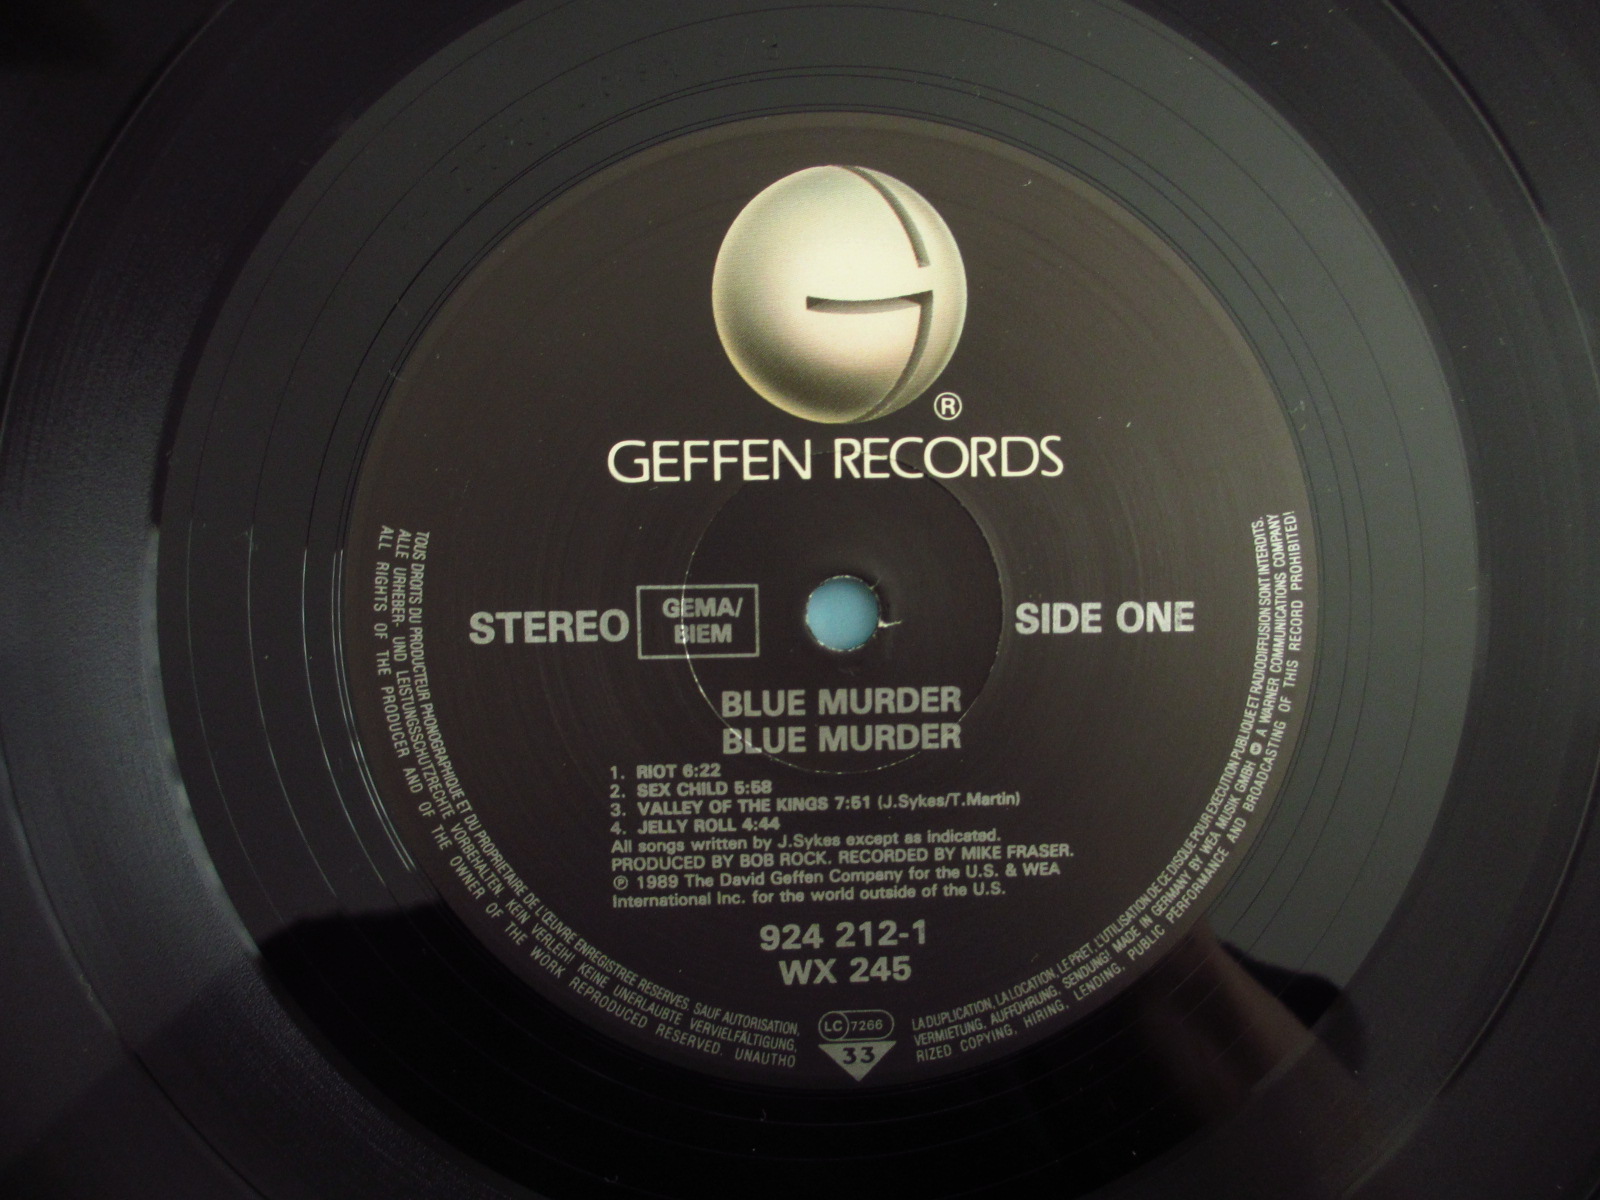 ®
GEFFEN RECORDS
STEREO
GEMA/
BIEM
SIDE ONE
BLUE MURDER
BLUE MURDER
1. RIOT 6:22
2. SEX CHILD 5:58
3. VALLEY OF THE KINGS 7:51 (J.Sykes/T.Martin)
4. JELLY ROLL 4:44
All songs written by J.Sykes except as indicated.
PRODUCED BY BOB ROCK. RECORDED BY MIKE FRASER.
℗ 1989 The David Geffen Company for the U.S. & WEA
International Inc. for the world outside of the U.S.
924 212-1
WX 245
LC 7266
33
TOUS DROITS DU PRODUCTEUR PHONOGRAPHIQUE ET DU PROPRIETAIRE DE L'ŒUVRE ENREGISTREE RESERVES. SAUF AUTORISATION, LA DUPLICATION, LA LOCATION, LE PRET, L'UTILISATION DE CE DISQUE POUR EXECUTION PUBLIQUE ET RADIODIFFUSION SONT INTERDITS.
ALLE URHEBER- UND LEISTUNGSSCHUTZRECHTE VORBEHALTEN. KEIN VERLEIH! KEINE UNERLAUBTE VERVIELFÄLTIGUNG, VERMIETUNG, AUFFÜHRUNG, SENDUNG! MADE IN GERMANY BY WEA MUSIK GMBH A WARNER COMMUNICATIONS COMPANY
ALL RIGHTS OF THE PRODUCER AND OF THE OWNER OF THE WORK REPRODUCED RESERVED. UNAUTHORIZED COPYING, HIRING, LENDING, PUBLIC PERFORMANCE AND BROADCASTING OF THIS RECORD PROHIBITED!